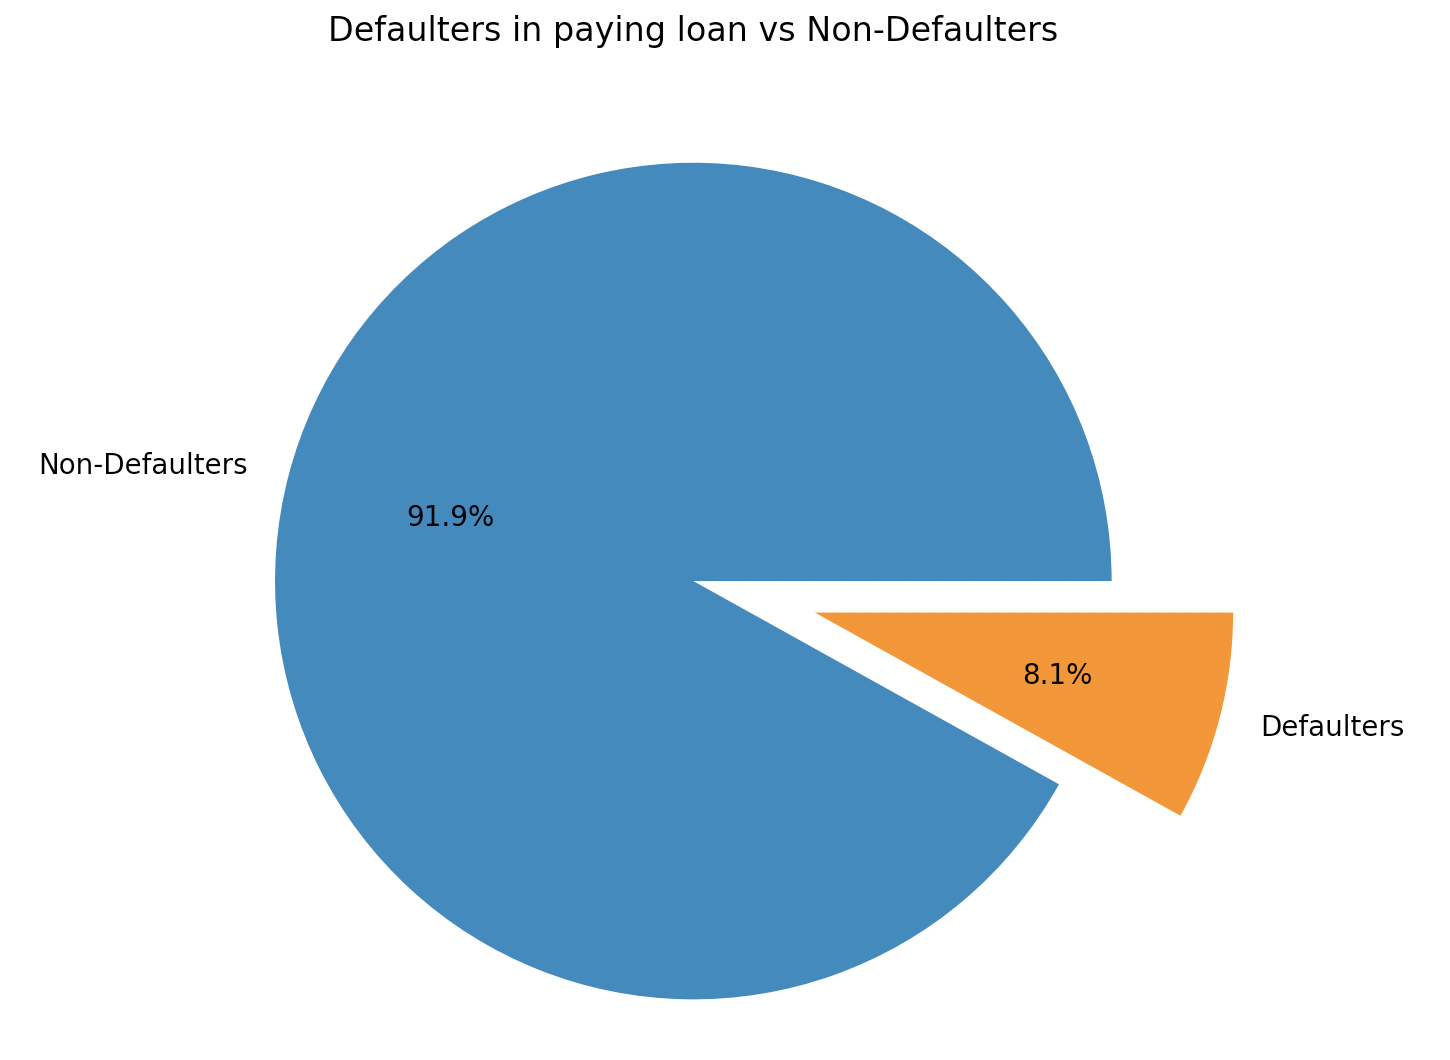 Defaulters in paying loan vs Non-Defaulters
Non-Defaulters
91.9%
8.1%
Defaulters